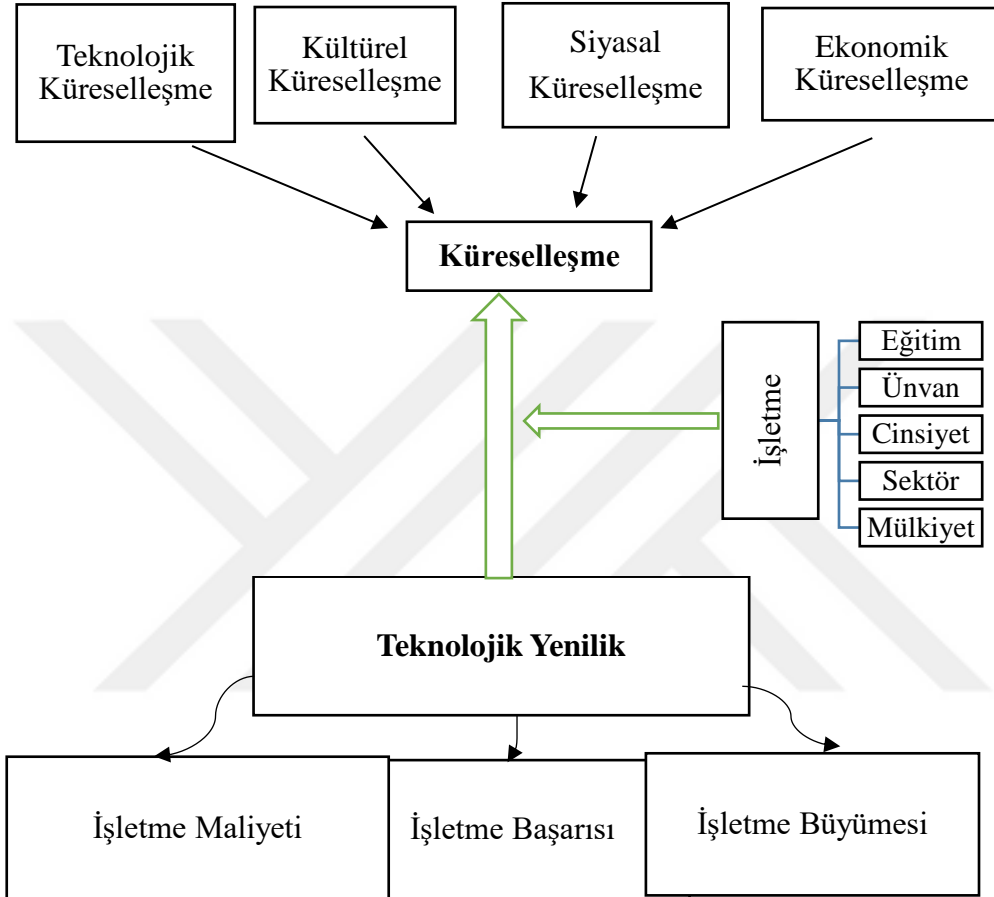 Teknolojik
Küreselleşme
Kültürel
Küreselleşme
Siyasal
Küreselleşme
Ekonomik
Küreselleşme
Küreselleşme
İşletme
Eğitim
Ünvan
Cinsiyet
Sektör
Mülkiyet
Teknolojik Yenilik
İşletme Maliyeti
İşletme Başarısı
İşletme Büyümesi